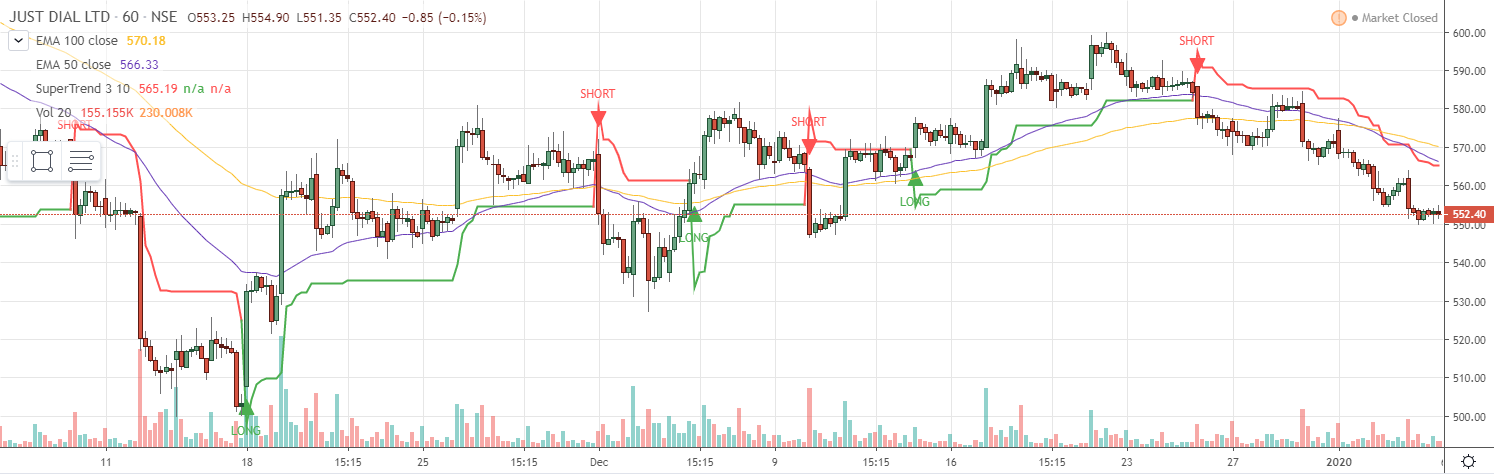 JUST DIAL LTD · 60 · NSE O553.25 H554.90 L551.35 C552.40 −0.85 (−0.15%)
! ● Market Closed
EMA 100 close 570.18
EMA 50 close 566.33
SuperTrend 3 10 565.19 n/a n/a
Vol 20 155.155K 230.008K
SHORT
SHORT
SHORT
SHORT
LONG
LONG
LONG
600.00
590.00
580.00
570.00
560.00
552.40
550.00
540.00
530.00
520.00
510.00
500.00
11 18 15:15 25 15:15 Dec 15:15 9 15:15 16 15:15 23 27 2020 6